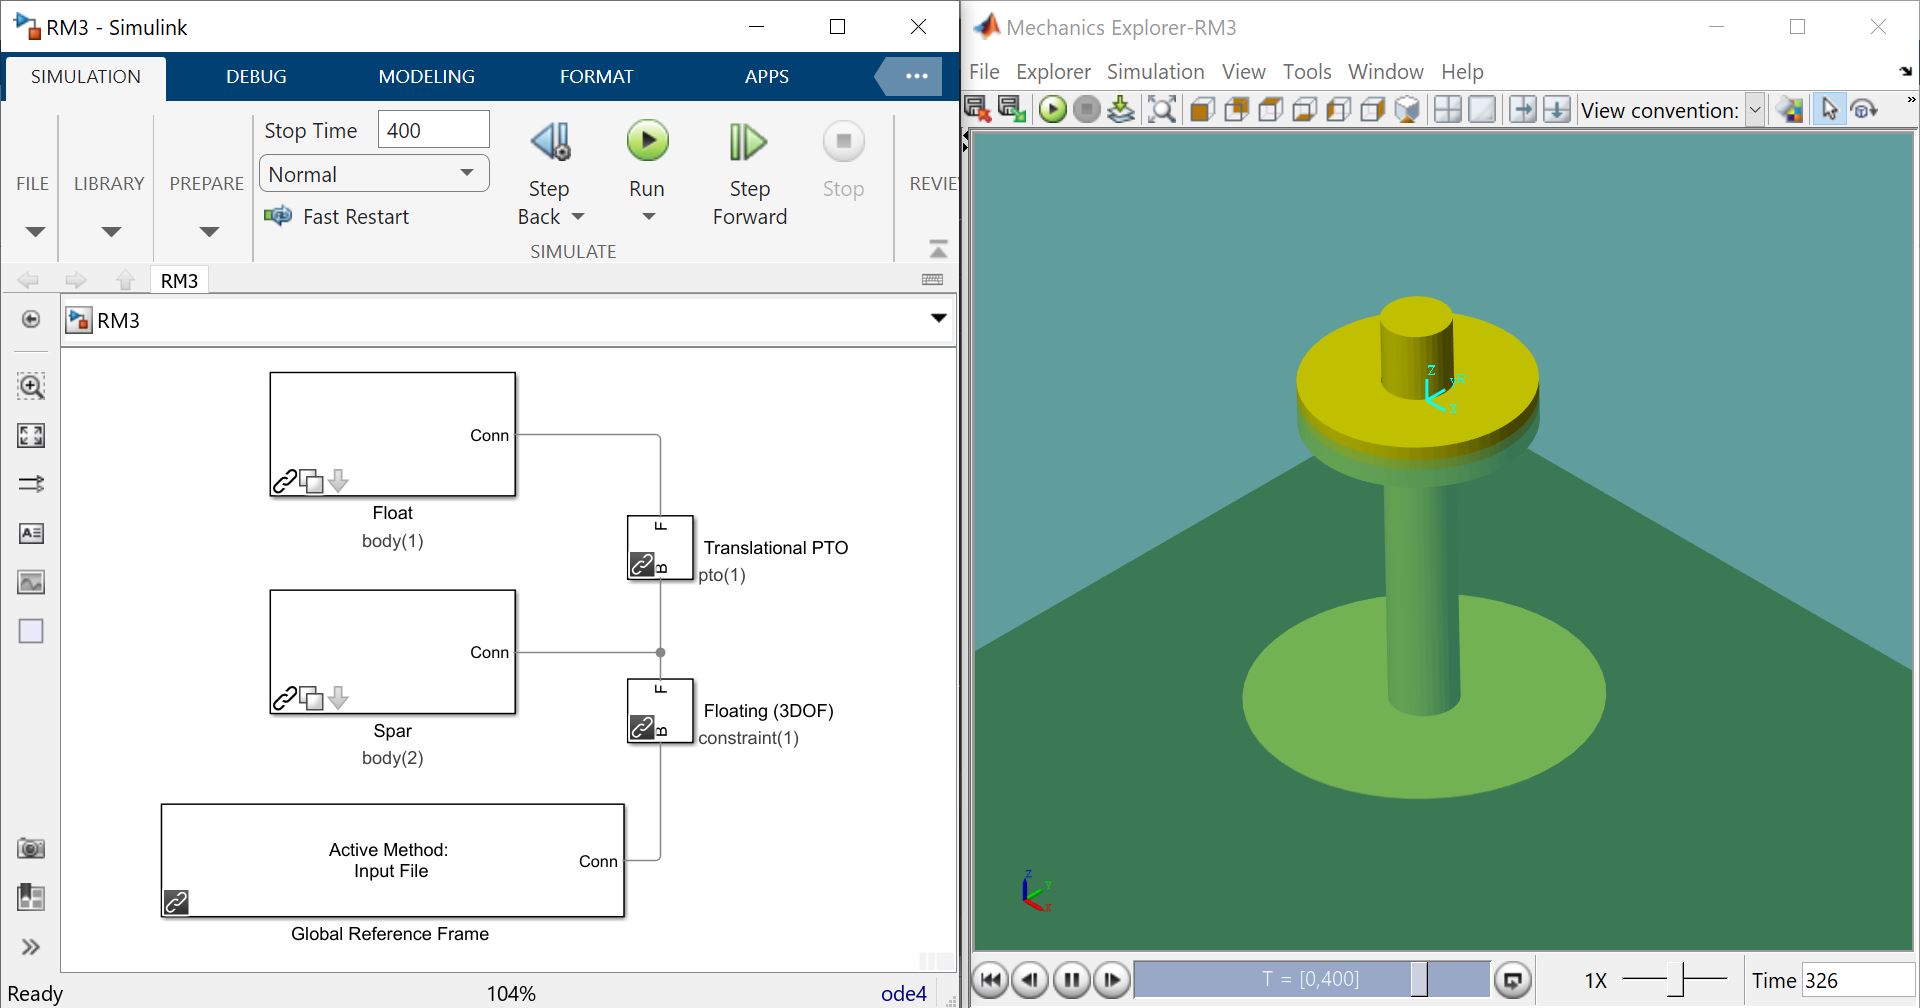 RM3 - Simulink
SIMULATION DEBUG MODELING FORMAT APPS
Stop Time 400
Normal
Fast Restart
FILE LIBRARY PREPARE
Step Back
Run
Step Forward
Stop
REVIE
SIMULATE
RM3
RM3
Conn
Float
body(1)
F
B
Translational PTO
pto(1)
Conn
Spar
body(2)
F
B
Floating (3DOF)
constraint(1)
Active Method:
Input File
Conn
Global Reference Frame
Ready 104% ode4
Mechanics Explorer-RM3
File Explorer Simulation View Tools Window Help
View convention:
Z
Z
Y
X
T = [0,400]
1X
Time 326